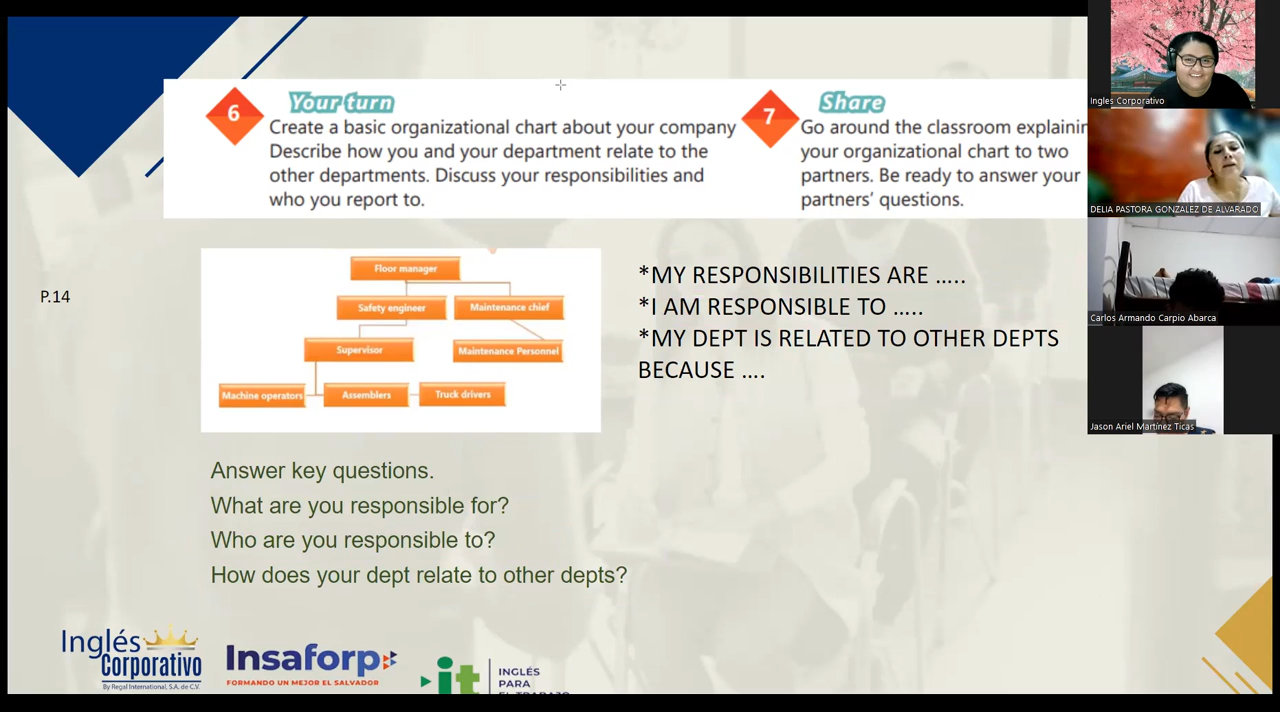 6
Your turn
Create a basic organizational chart about your company
Describe how you and your department relate to the
other departments. Discuss your responsibilities and
who you report to.
7
Share
Go around the classroom explainin
your organizational chart to two
partners. Be ready to answer your
partners' questions.
P.14
Floor manager
Safety engineer
Maintenance chief
Supervisor
Maintenance Personnel
Machine operators
Assemblers
Truck drivers
*MY RESPONSIBILITIES ARE …..
*I AM RESPONSIBLE TO …..
*MY DEPT IS RELATED TO OTHER DEPTS
BECAUSE ….
Answer key questions.
What are you responsible for?
Who are you responsible to?
How does your dept relate to other depts?
Inglés
Corporativo
By Regal International, S.A. de C.V.
Insaforp
FORMANDO UN MEJOR EL SALVADOR
it
INGLÉS
PARA
EL TRABAJO
Ingles Corporativo
DELIA PASTORA GONZALEZ DE ALVARADO
Carlos Armando Carpio Abarca
Jason Ariel Martínez Ticas